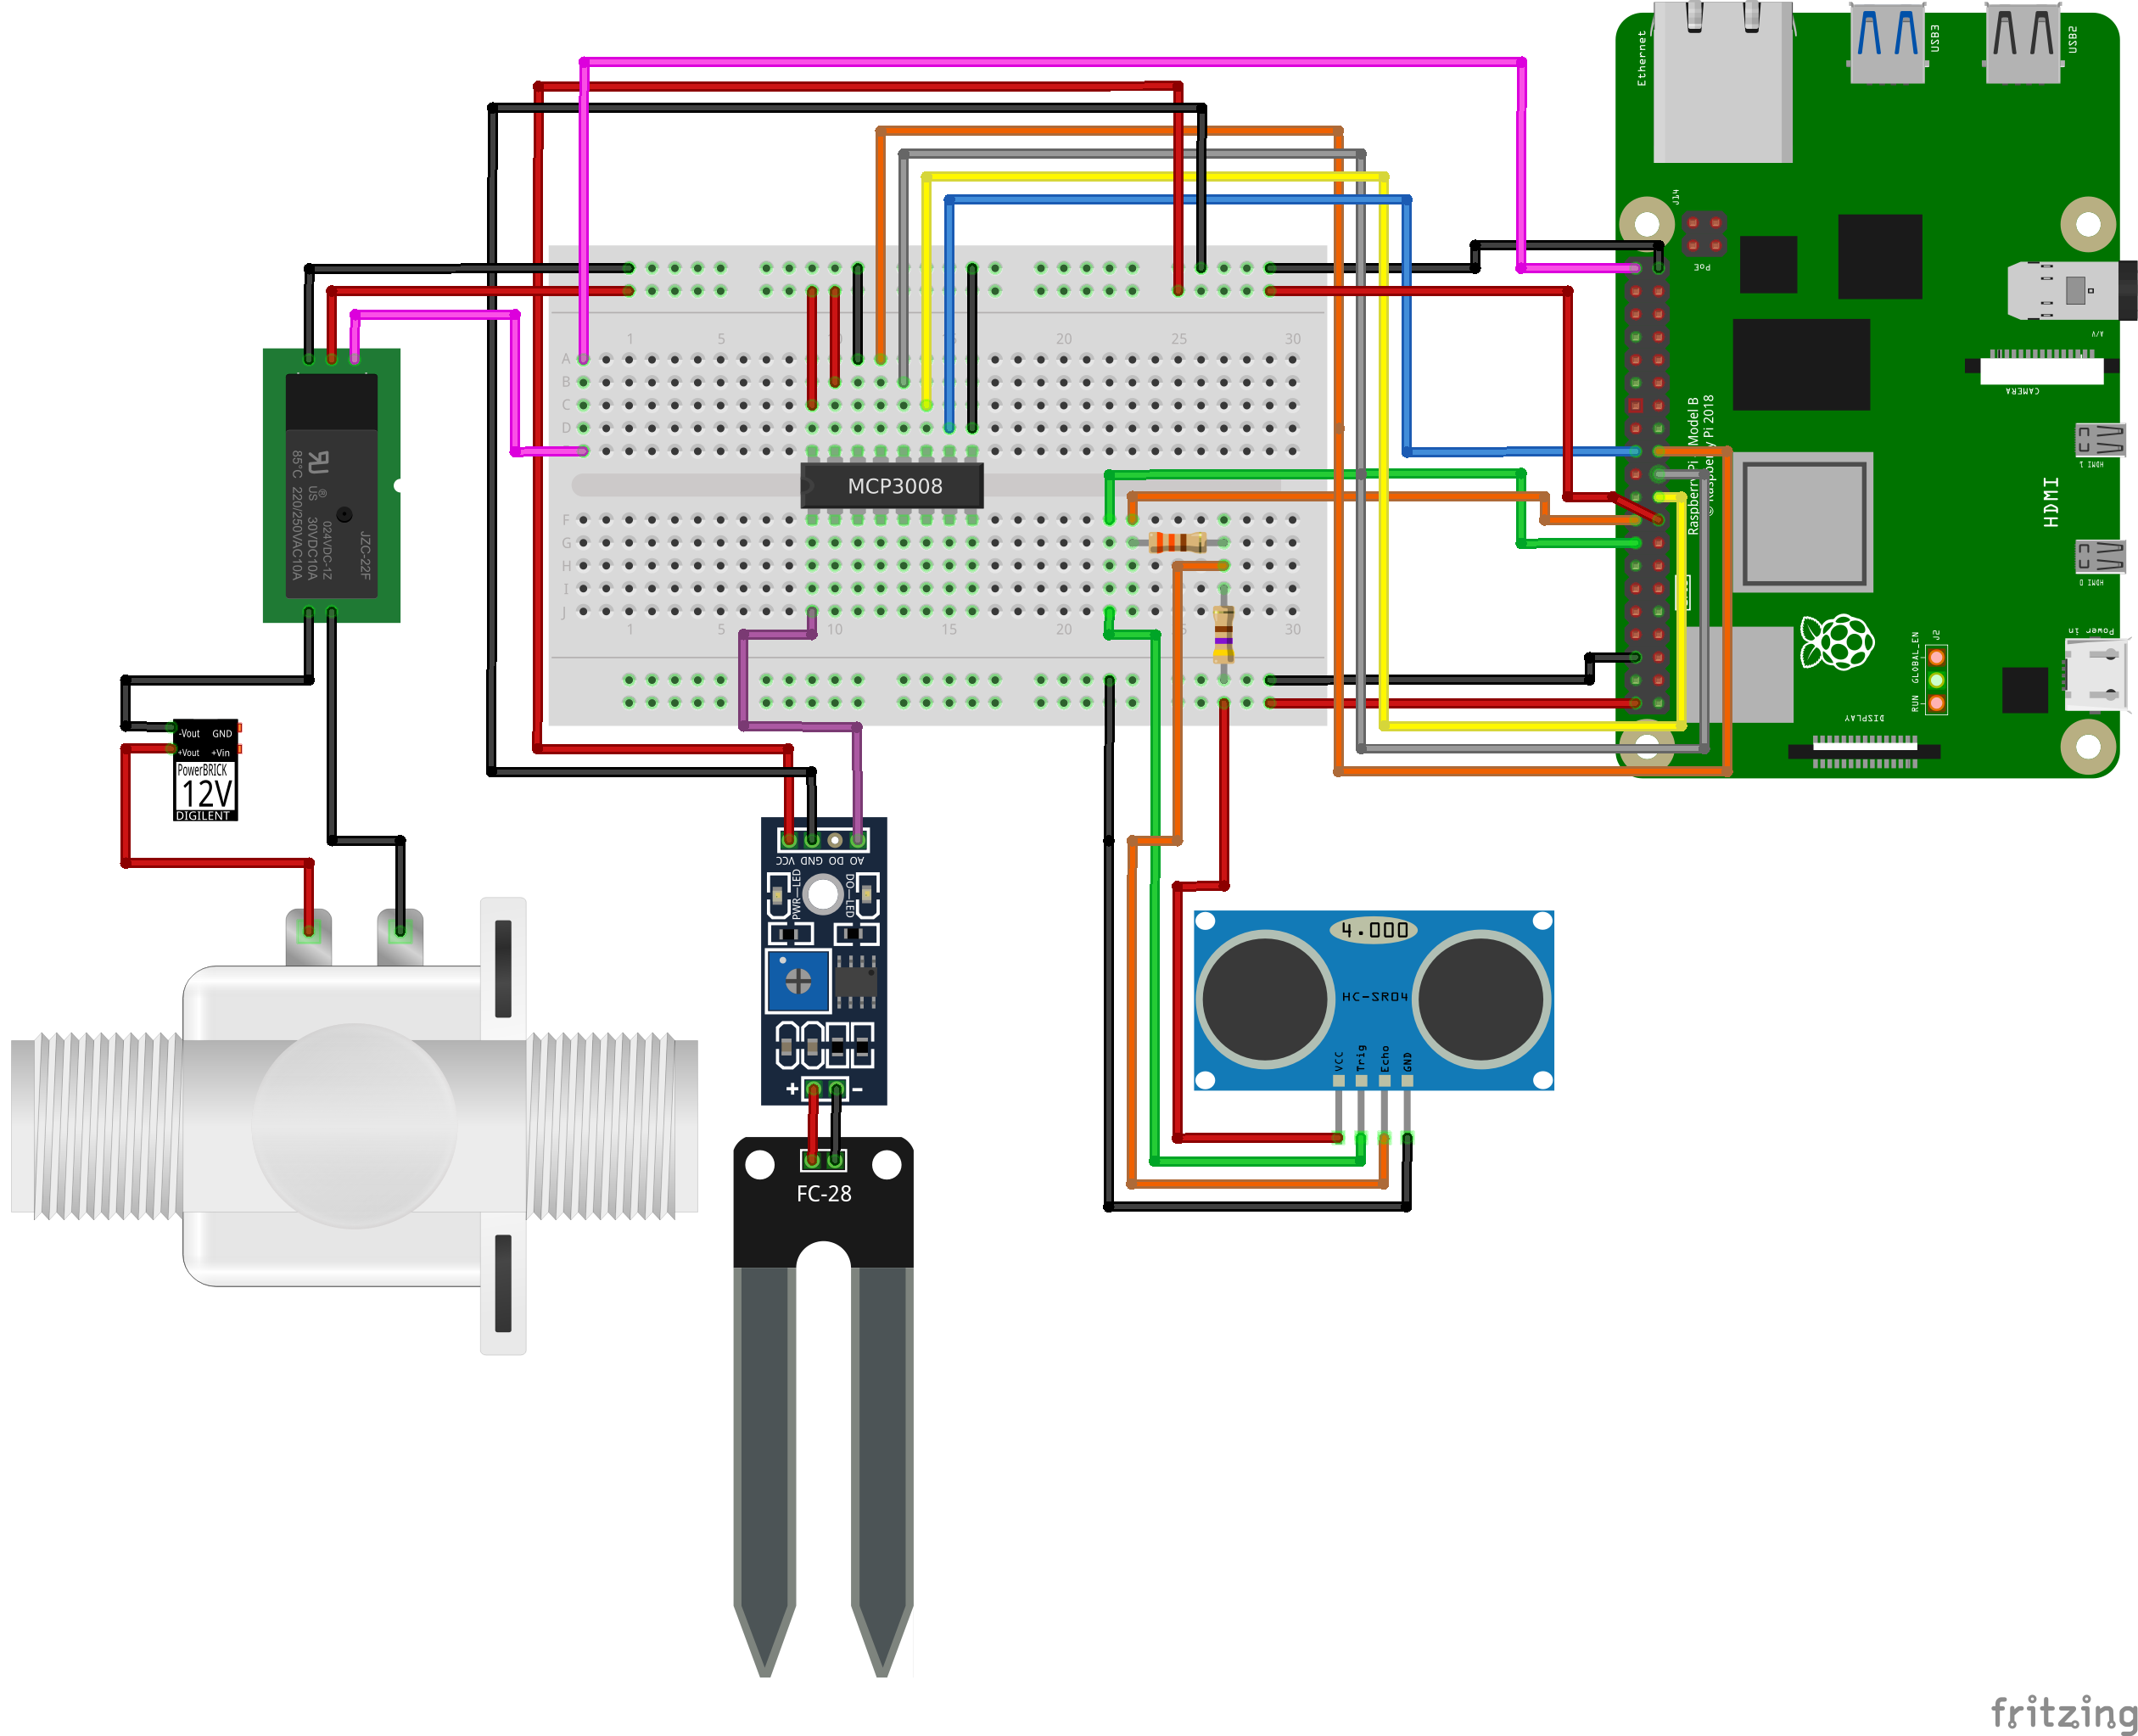 Ethernet
USB3
USB2
J14
PoE
A/V
CAMERA
HDMI 1
HDMI
HDMI 0
Raspberry Pi Model B
Raspberry Pi 2018
Power in
J2
GLOBAL_EN
RUN
DISPLAY
1 5 10 20 25 30
A
B
C
D
MCP3008
F
G
H
I
J
1 5 10 15 20 30
JZC-22F
024VDC-1Z
30VDC10A
US ®
220/250VAC10A
85°C
-Vout GND
+Vout +Vin
PowerBRICK
12V
DIGILENT
VCC GND DO AO
PWR-LED
DO-LED
+ -
FC-28
4.000
HC-SR04
VCC
Trig
Echo
GND
fritzing